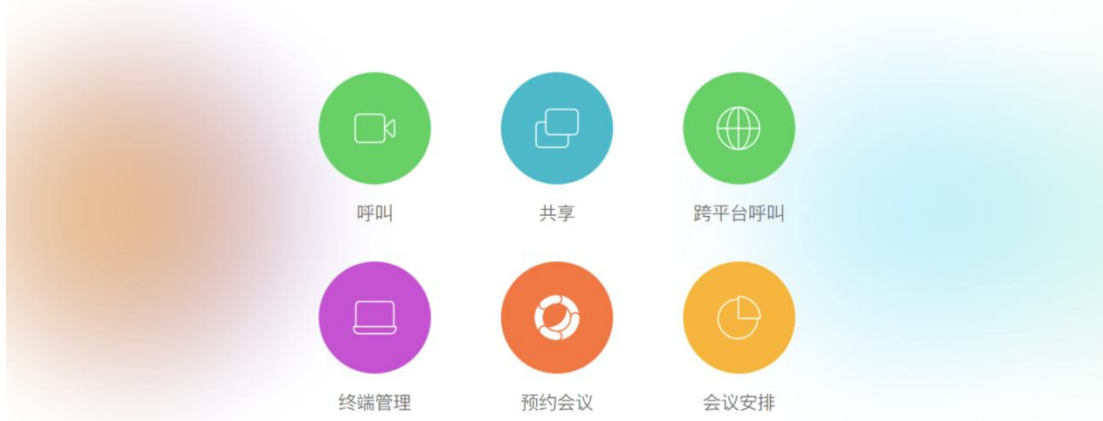 呼叫
共享
跨平台呼叫
终端管理
预约会议
会议安排